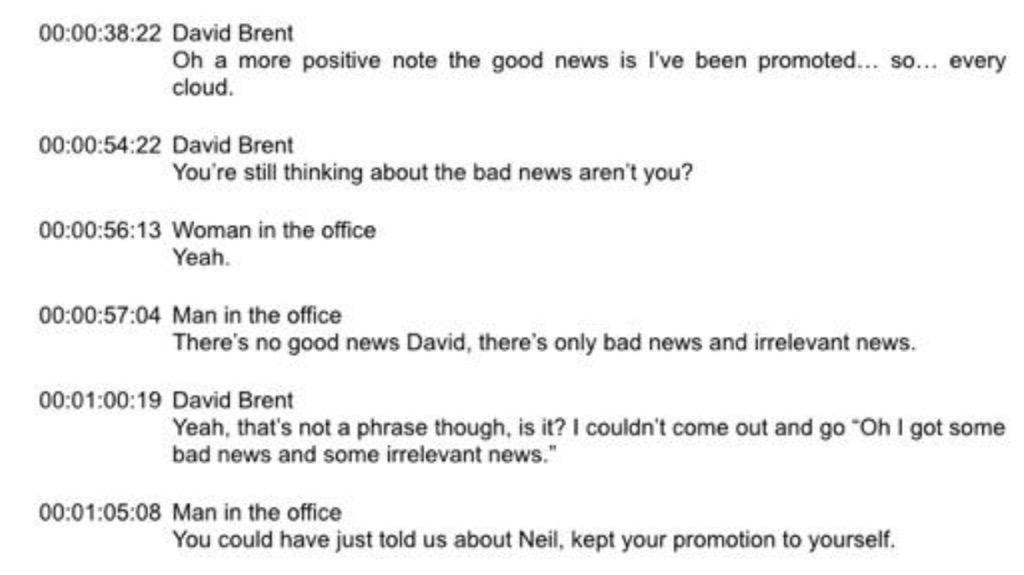 00:00:38:22 David Brent
Oh a more positive note the good news is I've been promoted... so... every
cloud.
00:00:54:22 David Brent
You're still thinking about the bad news aren't you?
00:00:56:13 Woman in the office
Yeah.
00:00:57:04 Man in the office
There's no good news David, there's only bad news and irrelevant news.
00:01:00:19 David Brent
Yeah, that's not a phrase though, is it? I couldn't come out and go “Oh I got some
bad news and some irrelevant news.”
00:01:05:08 Man in the office
You could have just told us about Neil, kept your promotion to yourself.